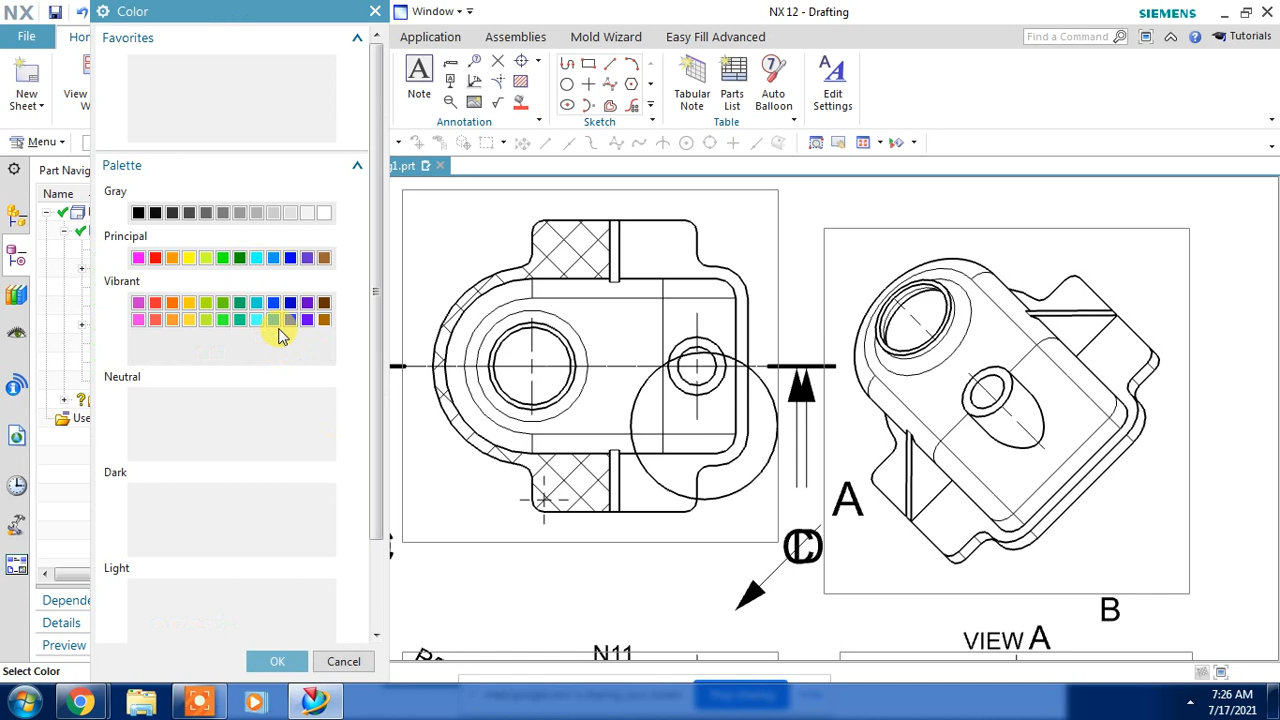 NX
Color
Window
NX 12 - Drafting
SIEMENS
File
Application
Assemblies
Mold Wizard
Easy Fill Advanced
Find a Command
Tutorials
Favorites
New
Sheet
View
Note
Tabular
Note
Parts
List
Auto
Balloon
Edit
Settings
Annotation
Sketch
Table
Menu
Palette
g1.prt
Part Navig
Name
Gray
Principal
Vibrant
Neutral
Use
Dark
A
Light
Depende
Details
B
Preview
VIEW A
N11
OK
Cancel
Select Color
7:26 AM
7/17/2021